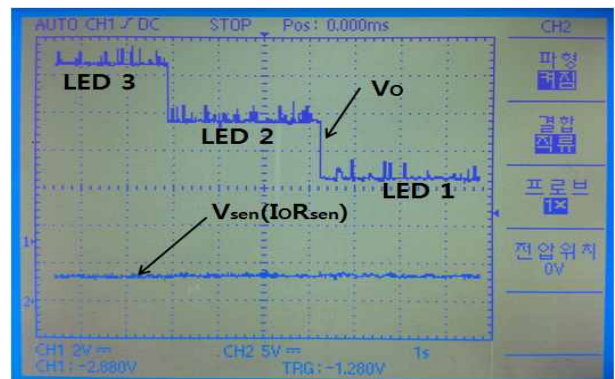 AUTO CH1 DC STOP Pos: 0.000ms CH2
파형
켜짐
LED 3
VO
결합
직류
LED 2
LED 1
프로브
1×
Vsen(IORsen)
1
전압위치
0V
2
CH1 2V CH2 5V 1s
CH1:-2.880V TRG:-1.280V